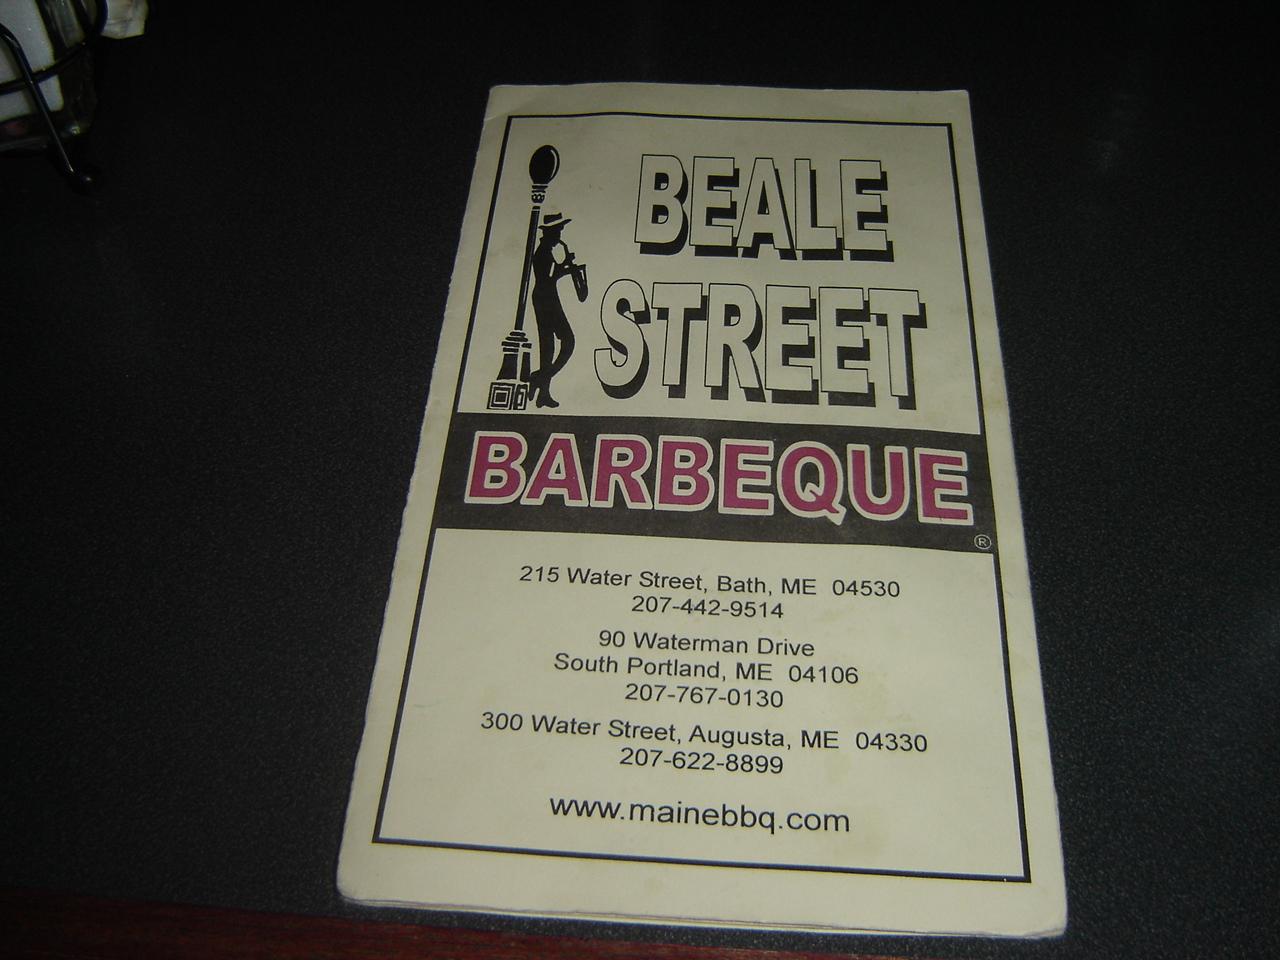 BEALE
STREET
BARBEQUE
®
215 Water Street, Bath, ME 04530
207-442-9514
90 Waterman Drive
South Portland, ME 04106
207-767-0130
300 Water Street, Augusta, ME 04330
207-622-8899
www.mainebbq.com